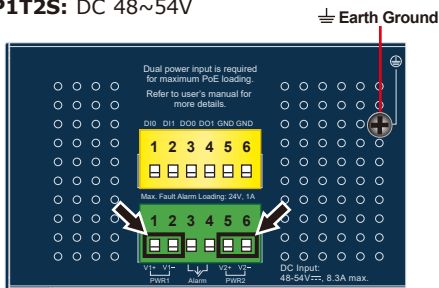 P1T2S: DC 48~54V
Earth Ground
Dual power input is required
for maximum PoE loading.
Refer to user's manual for
more details.
DI0 DI1 DO0 DO1 GND GND
1 2 3 4 5 6
Max. Fault Alarm Loading: 24V, 1A
1 2 3 4 5 6
V1+ V1− V2+ V2−
PWR1 Alarm PWR2
DC Input:
48-54V⎓, 8.3A max.